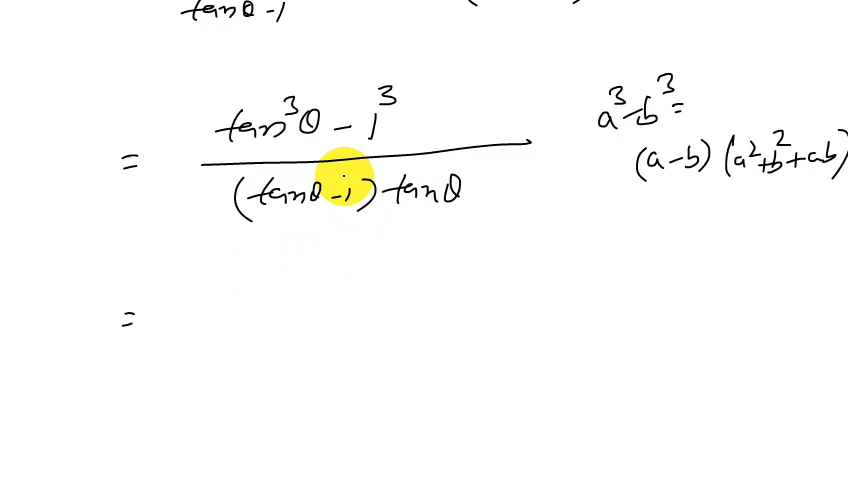 tanθ-1
tan³θ - 1³
a³-b³=
=
(a-b) (a²+b²+ab)
(tanθ-1) tanθ
=